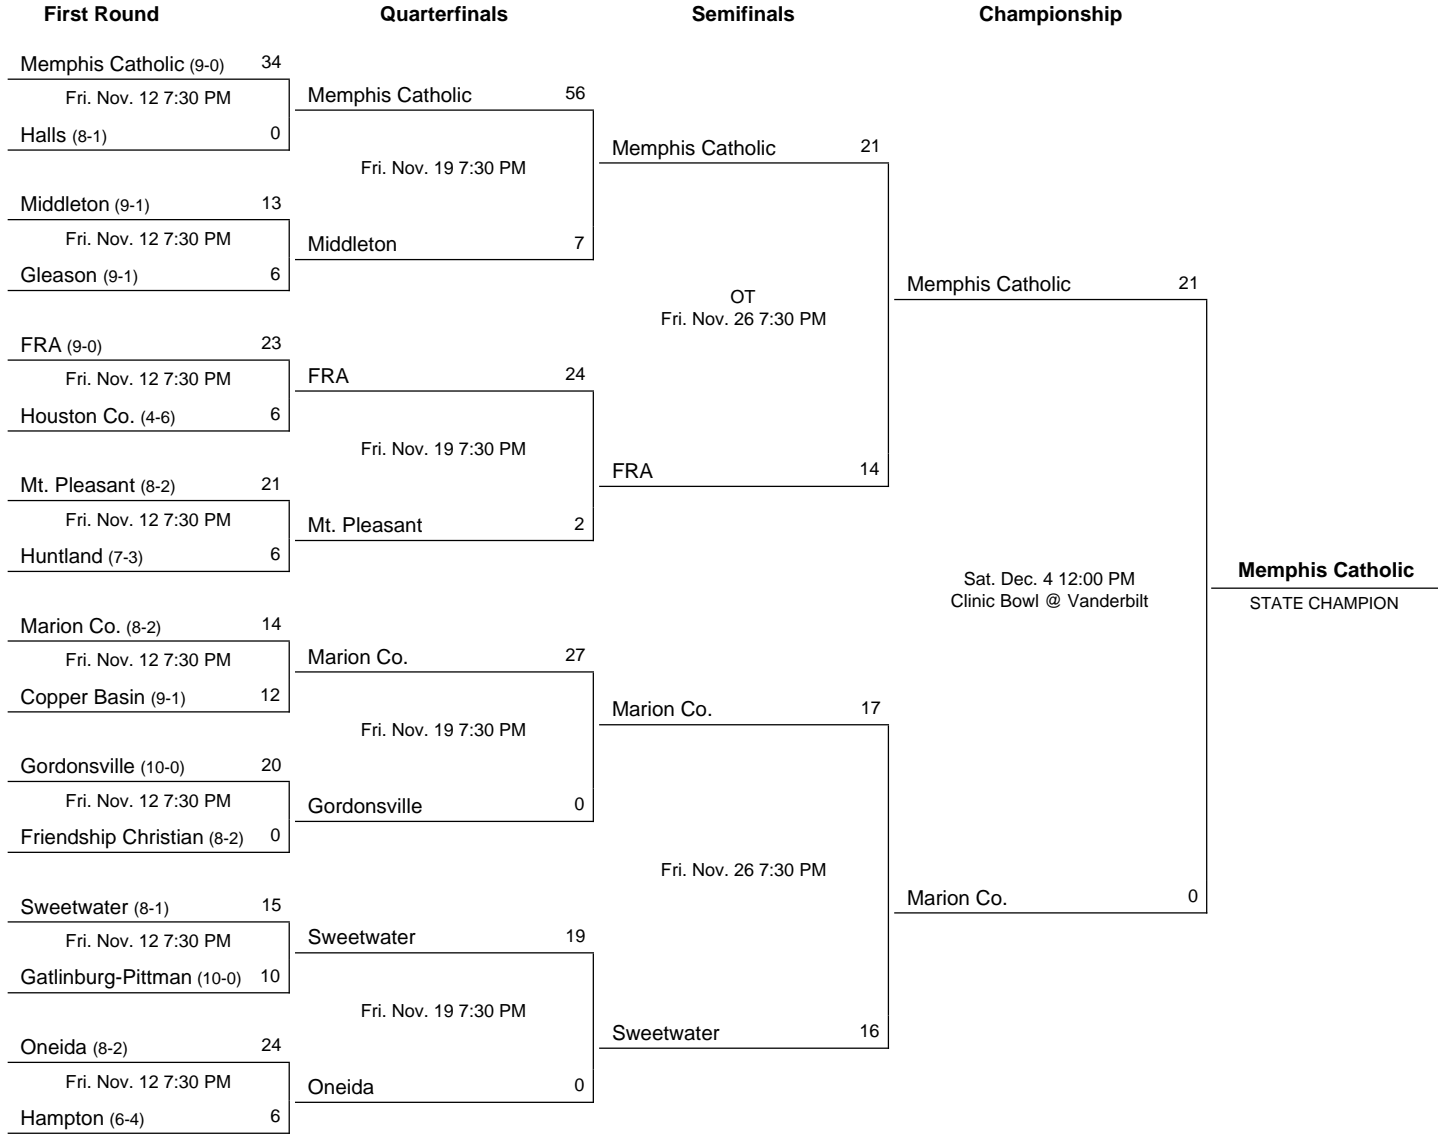 First Round
Quarterfinals
Semifinals
Championship
Memphis Catholic (9-0) 34
Fri. Nov. 12 7:30 PM
Halls (8-1) 0
Middleton (9-1) 13
Fri. Nov. 12 7:30 PM
Gleason (9-1) 6
FRA (9-0) 23
Fri. Nov. 12 7:30 PM
Houston Co. (4-6) 6
Mt. Pleasant (8-2) 21
Fri. Nov. 12 7:30 PM
Huntland (7-3) 6
Marion Co. (8-2) 14
Fri. Nov. 12 7:30 PM
Copper Basin (9-1) 12
Gordonsville (10-0) 20
Fri. Nov. 12 7:30 PM
Friendship Christian (8-2) 0
Sweetwater (8-1) 15
Fri. Nov. 12 7:30 PM
Gatlinburg-Pittman (10-0) 10
Oneida (8-2) 24
Fri. Nov. 12 7:30 PM
Hampton (6-4) 6
Memphis Catholic 56
Fri. Nov. 19 7:30 PM
Middleton 7
FRA 24
Fri. Nov. 19 7:30 PM
Mt. Pleasant 2
Marion Co. 27
Fri. Nov. 19 7:30 PM
Gordonsville 0
Sweetwater 19
Fri. Nov. 19 7:30 PM
Oneida 0
Memphis Catholic 21
OT
Fri. Nov. 26 7:30 PM
FRA 14
Marion Co. 17
Fri. Nov. 26 7:30 PM
Sweetwater 16
Memphis Catholic 21
Sat. Dec. 4 12:00 PM
Clinic Bowl @ Vanderbilt
Marion Co. 0
Memphis Catholic
STATE CHAMPION